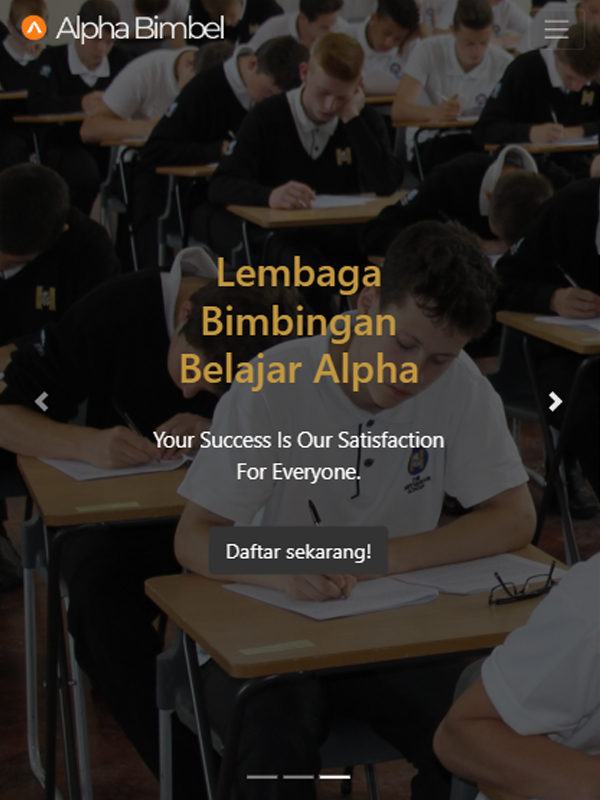 Alpha Bimbel
Lembaga
Bimbingan
Belajar Alpha
Your Success Is Our Satisfaction
For Everyone.
Daftar sekarang!